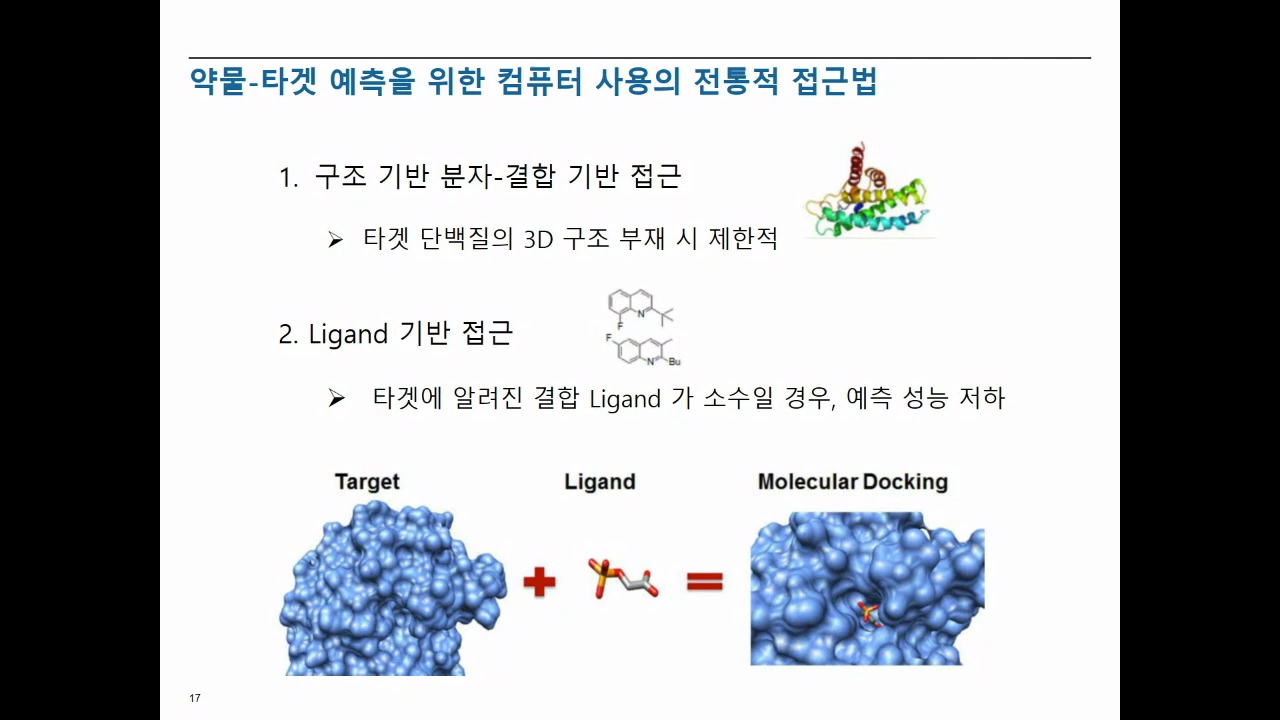 약물-타겟 예측을 위한 컴퓨터 사용의 전통적 접근법
1. 구조 기반 분자-결합 기반 접근
➢ 타겟 단백질의 3D 구조 부재 시 제한적
N
F
2. Ligand 기반 접근
F
N
Bu
➢ 타겟에 알려진 결합 Ligand 가 소수일 경우, 예측 성능 저하
Target
Ligand
Molecular Docking
17